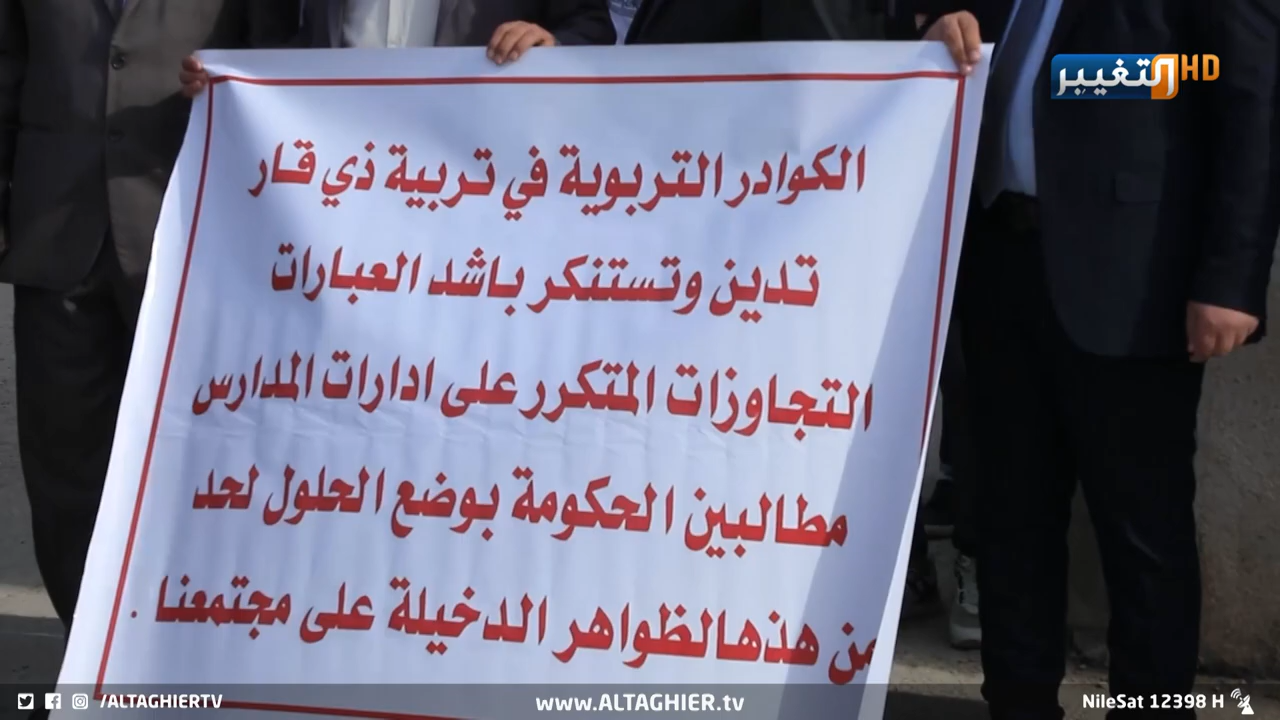 التغيير HD
الكوادر التربوية في تربية ذي قار
تدين وتستنكر باشد العبارات
التجاوزات المتكرر على ادارات المدارس
مطالبين الحكومة بوضع الحلول لحد
من هذهالظواهر الدخيلة على مجتمعنا .
/ALTAGHIERTV www.ALTAGHIER.tv NileSat 12398 H